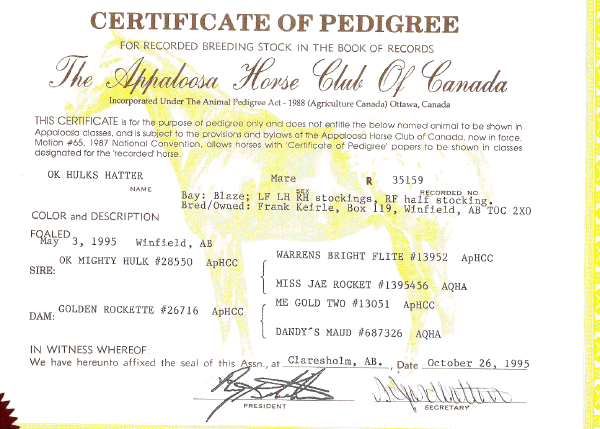 CERTIFICATE OF PEDIGREE
FOR RECORDED BREEDING STOCK IN THE BOOK OF RECORDS
The Appaloosa Horse Club Of Canada
Incorporated Under The Animal Pedigree Act - 1988 (Agriculture Canada) Ottawa, Canada
THIS CERTIFICATE is for the purpose of pedigree only and does not entitle the below named animal to be shown in
Appaloosa classes, and is subject to the provisions and bylaws of the Appaloosa Horse Club of Canada, now in force.
Motion #65, 1987 National Convention, allows horses with 'Certificate of Pedigree' papers to be shown in classes
designated for the 'recorded' horse.
OK HULKS HATTER Mare R 35159
NAME SEX RECORDED NO.
Bay: Blaze; LF LH RH stockings, RF half stocking.
Bred/Owned: Frank Keirle, Box 119, Winfield, AB TOC 2X0
COLOR and DESCRIPTION
FOALED
May 3, 1995 Winfield, AB
WARRENS BRIGHT FLITE #13952 ApHCC
SIRE: OK MIGHTY HULK #28550 ApHCC
MISS JAE ROCKET #1395456 AQHA
ME GOLD TWO #13051 ApHCC
DAM: GOLDEN ROCKETTE #26716 ApHCC
DANDY'S MAUD #687326 AQHA
IN WITNESS WHEREOF:
We have hereunto affixed the seal of this Assn., at Claresholm, AB. , Date October 26, 1995
PRESIDENT SECRETARY